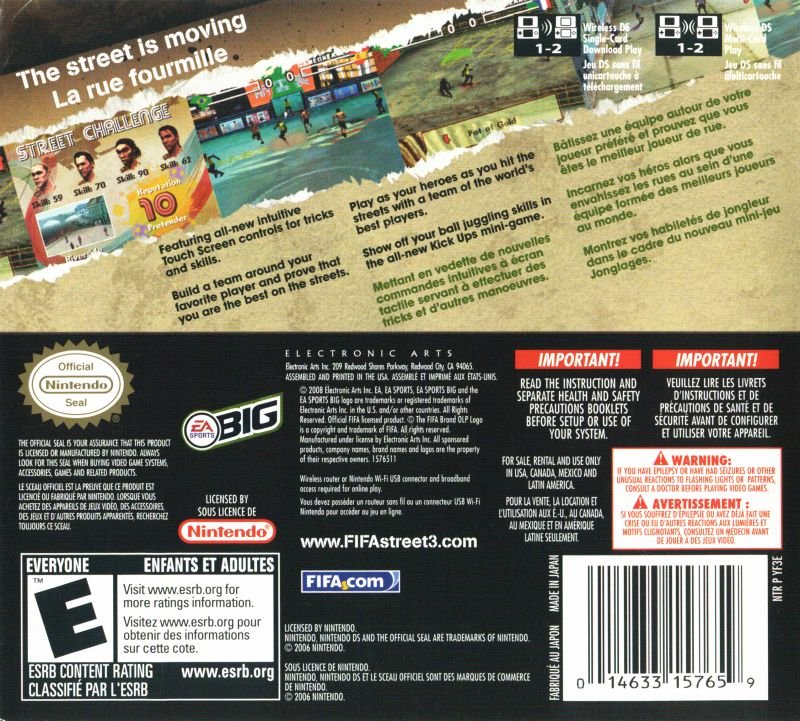 The street is moving
La rue fourmille
1-2
Wireless DS
Single-Card
Download Play
Jeu DS sans fil
unicartouche à
téléchargement
1-2
Wireless DS
Multi-Card
Play
Jeu DS sans fil
multicartouche
STREET CHALLENGE
Skill: 59
Skill: 70
Skill: 90
Skill: 62
Reputation
10
Pretender
Pot of Gold
Featuring all-new intuitive
Touch Screen controls for tricks
and skills.
Build a team around your
favorite player and prove that
you are the best on the streets.
Play as your heroes as you hit the
streets with a team of the world's
best players.
Show off your ball juggling skills in
the all-new Kick Ups mini-game.
Mettant en vedette de nouvelles
commandes intuitives à écran
tactile servant à effectuer des
tricks et d'autres manoeuvres.
Bâtissez une équipe autour de votre
joueur préféré et prouvez que vous
êtes le meilleur joueur de rue.
Incarnez vos héros alors que vous
envahissez les rues au sein d'une
équipe formée des meilleurs joueurs
au monde.
Montrez vos habiletés de jongleur
dans le cadre du nouveau mini-jeu
Jonglages.
Official
Nintendo
Seal
THE OFFICIAL SEAL IS YOUR ASSURANCE THAT THIS PRODUCT
IS LICENSED OR MANUFACTURED BY NINTENDO. ALWAYS
LOOK FOR THIS SEAL WHEN BUYING VIDEO GAME SYSTEMS,
ACCESSORIES, GAMES AND RELATED PRODUCTS.
LE SCEAU OFFICIEL EST LA PREUVE QUE CE PRODUIT EST
LICENCIÉ OU FABRIQUÉ PAR NINTENDO. LORSQUE VOUS
ACHETEZ DES APPAREILS DE JEUX VIDÉO, DES ACCESSOIRES,
DES JEUX ET D'AUTRES PRODUITS APPARENTÉS, RECHERCHEZ
TOUJOURS CE SCEAU.
EA
SPORTS
BIG
LICENSED BY
SOUS LICENCE DE
Nintendo
ELECTRONIC ARTS
Electronic Arts Inc. 209 Redwood Shores Parkway, Redwood City, CA 94065.
ASSEMBLED AND PRINTED IN THE USA. ASSEMBLÉ ET IMPRIMÉ AUX ÉTATS-UNIS.
© 2008 Electronic Arts Inc. EA, EA SPORTS, EA SPORTS BIG and the
EA SPORTS BIG logo are trademarks or registered trademarks of
Electronic Arts Inc. in the U.S. and/or other countries. All Rights
Reserved. Official FIFA licensed product. © The FIFA Brand OLP Logo
is a copyright and trademark of FIFA. All rights reserved.
Manufactured under license by Electronic Arts Inc. All sponsored
products, company names, brand names and logos are the property
of their respective owners. 1576511
Wireless router or Nintendo Wi-Fi USB connector and broadband
access required for online play.
Vous devez posséder un routeur sans fil ou un connecteur USB Wi-Fi
Nintendo pour accéder au jeu en ligne.
www.FIFAstreet3.com
FIFA.com
LICENSED BY NINTENDO.
NINTENDO, NINTENDO DS AND THE OFFICIAL SEAL ARE TRADEMARKS OF NINTENDO.
© 2006 NINTENDO.
SOUS LICENCE DE NINTENDO.
NINTENDO, NINTENDO DS ET LE SCEAU OFFICIEL SONT DES MARQUES DE COMMERCE
DE NINTENDO.
© 2006 NINTENDO.
IMPORTANT!
READ THE INSTRUCTION AND
SEPARATE HEALTH AND SAFETY
PRECAUTIONS BOOKLETS
BEFORE SETUP OR USE OF
YOUR SYSTEM.
IMPORTANT!
VEUILLEZ LIRE LES LIVRETS
D'INSTRUCTIONS ET DE
PRÉCAUTIONS DE SANTÉ ET DE
SÉCURITÉ AVANT DE CONFIGURER
ET UTILISER VOTRE APPAREIL.
FOR SALE, RENTAL AND USE ONLY
IN USA, CANADA, MEXICO AND
LATIN AMERICA.
POUR LA VENTE, LA LOCATION ET
L'UTILISATION AUX É.-U., AU CANADA,
AU MEXIQUE ET EN AMÉRIQUE
LATINE SEULEMENT.
WARNING:
IF YOU HAVE EPILEPSY OR HAVE HAD SEIZURES OR OTHER
UNUSUAL REACTIONS TO FLASHING LIGHTS OR PATTERNS,
CONSULT A DOCTOR BEFORE PLAYING VIDEO GAMES.
AVERTISSEMENT :
SI VOUS SOUFFREZ D'ÉPILEPSIE OU AVEZ DÉJÀ FAIT UNE
CRISE OU EU D'AUTRES RÉACTIONS AUX LUMIÈRES ET
MOTIFS CLIGNOTANTS, CONSULTEZ UN MÉDECIN AVANT
DE JOUER À DES JEUX VIDÉO.
EVERYONE
ENFANTS ET ADULTES
E
TM
Visit www.esrb.org for
more ratings information.
Visitez www.esrb.org pour
obtenir des informations
sur cette cote.
ESRB CONTENT RATING
www.esrb.org
CLASSIFIÉ PAR L'ESRB
FABRIQUÉ AU JAPON
MADE IN JAPAN
0 14633 15765 9
NTR P YF3E